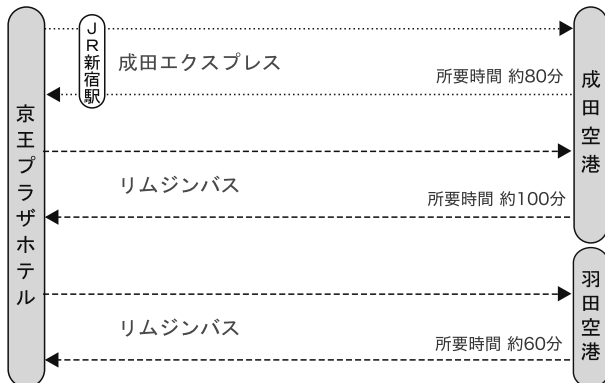 京王プラザホテル
JR新宿駅
成田エクスプレス
所要時間 約80分
成田空港
リムジンバス
所要時間 約100分
リムジンバス
所要時間 約60分
羽田空港